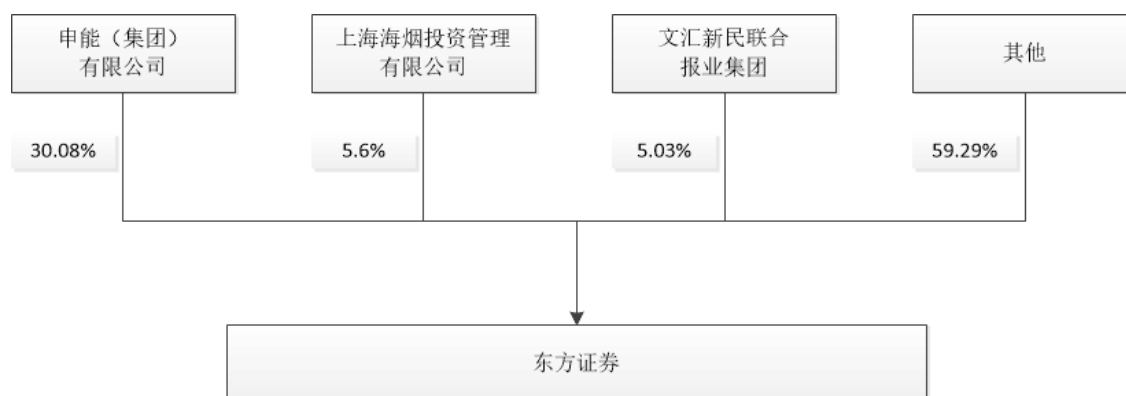 申能（集团）
有限公司
上海海烟投资管理
有限公司
文汇新民联合
报业集团
其他
30.08%
5.6%
5.03%
59.29%
东方证券